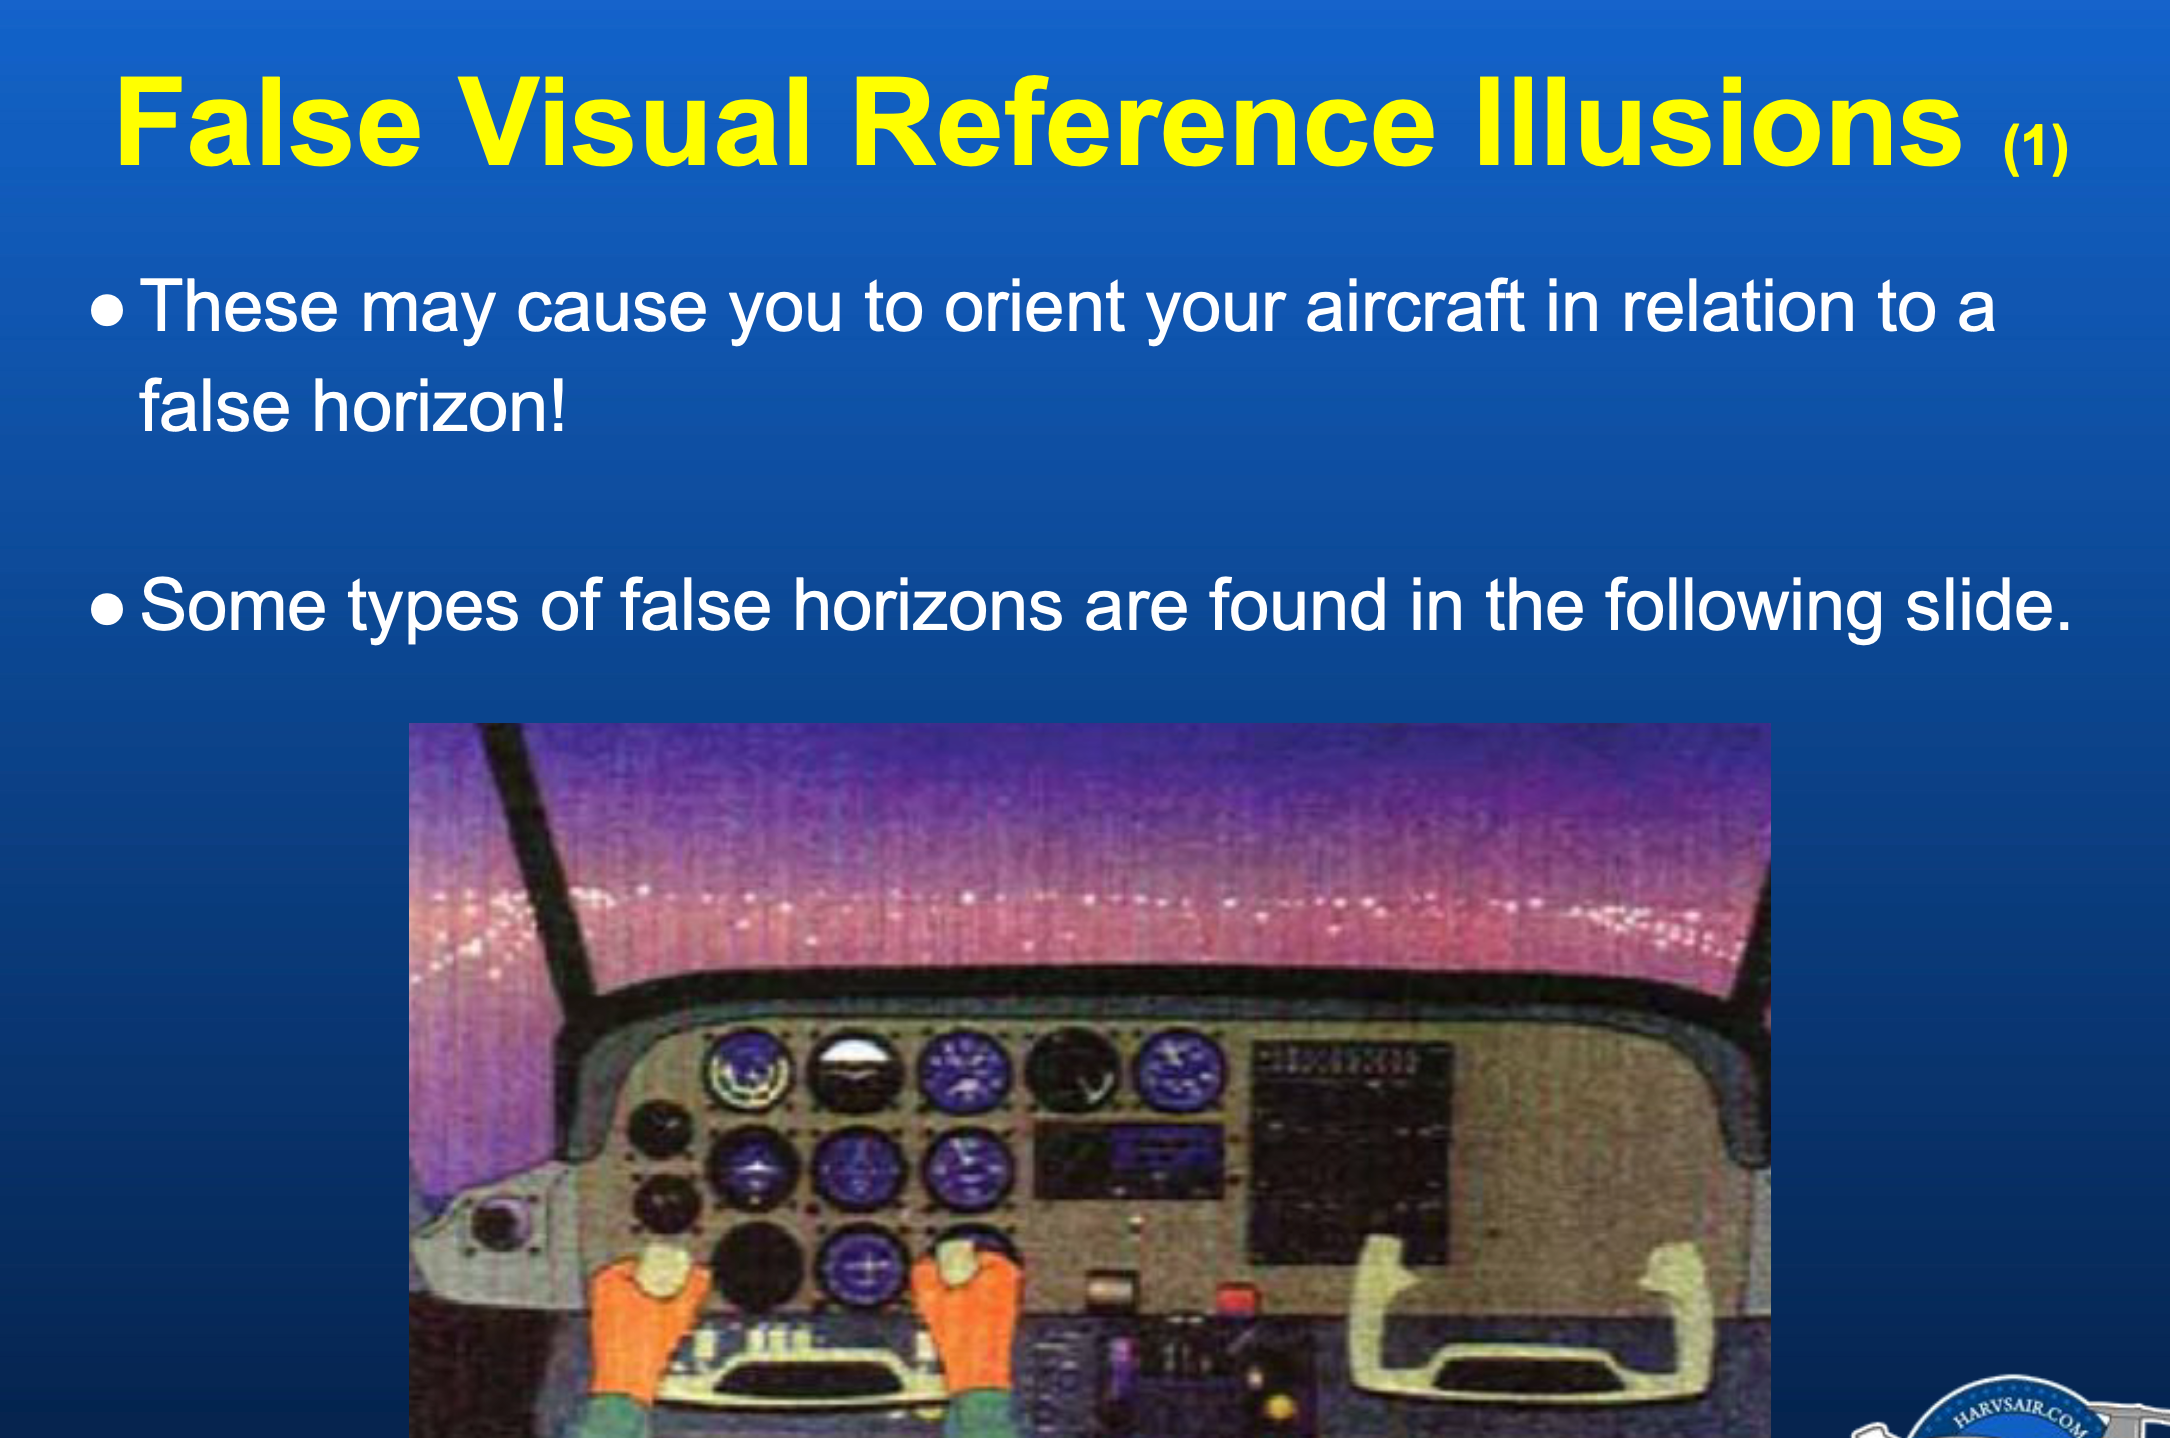 False Visual Reference Illusions (1)
● These may cause you to orient your aircraft in relation to a
false horizon!
● Some types of false horizons are found in the following slide.
HARVSAIR.COM